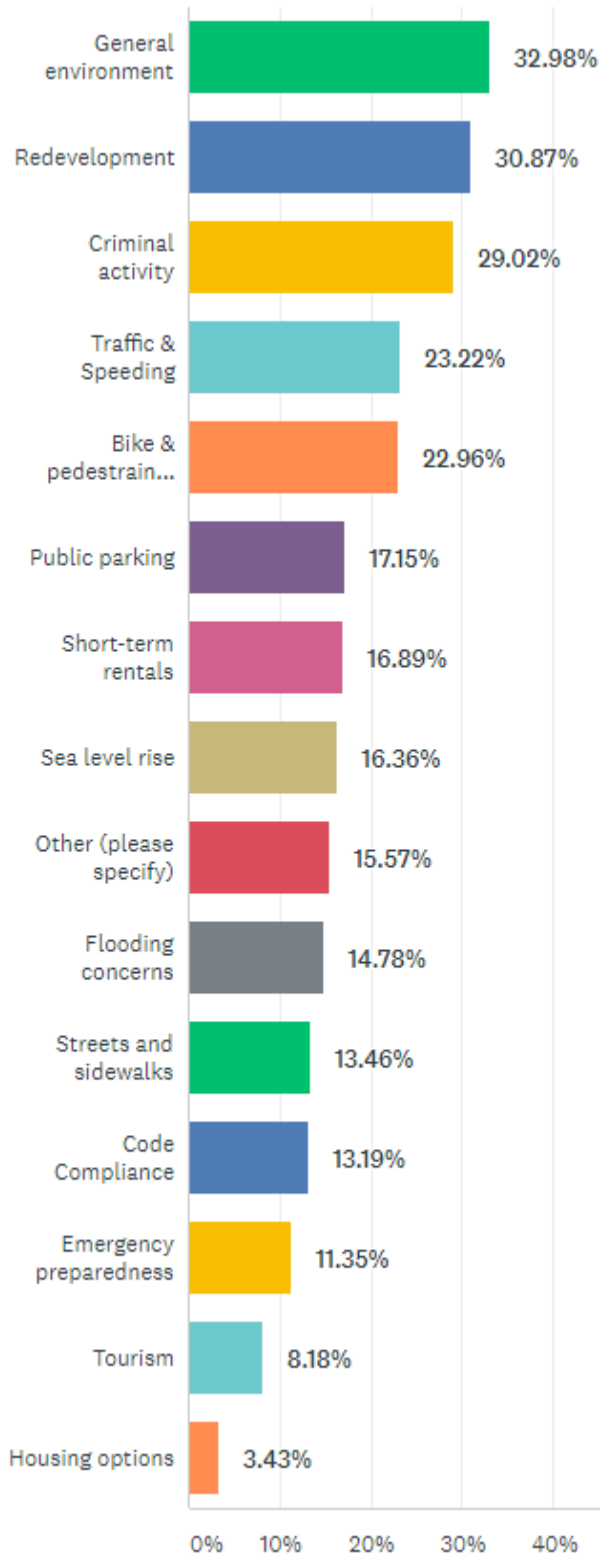 General
environment
32.98%
Redevelopment
30.87%
Criminal
activity
29.02%
Traffic &
Speeding
23.22%
Bike &
pedestrain...
22.96%
Public parking
17.15%
Short-term
rentals
16.89%
Sea level rise
16.36%
Other (please
specify)
15.57%
Flooding
concerns
14.78%
Streets and
sidewalks
13.46%
Code
Compliance
13.19%
Emergency
preparedness
11.35%
Tourism
8.18%
Housing options
3.43%
0% 10% 20% 30% 40%